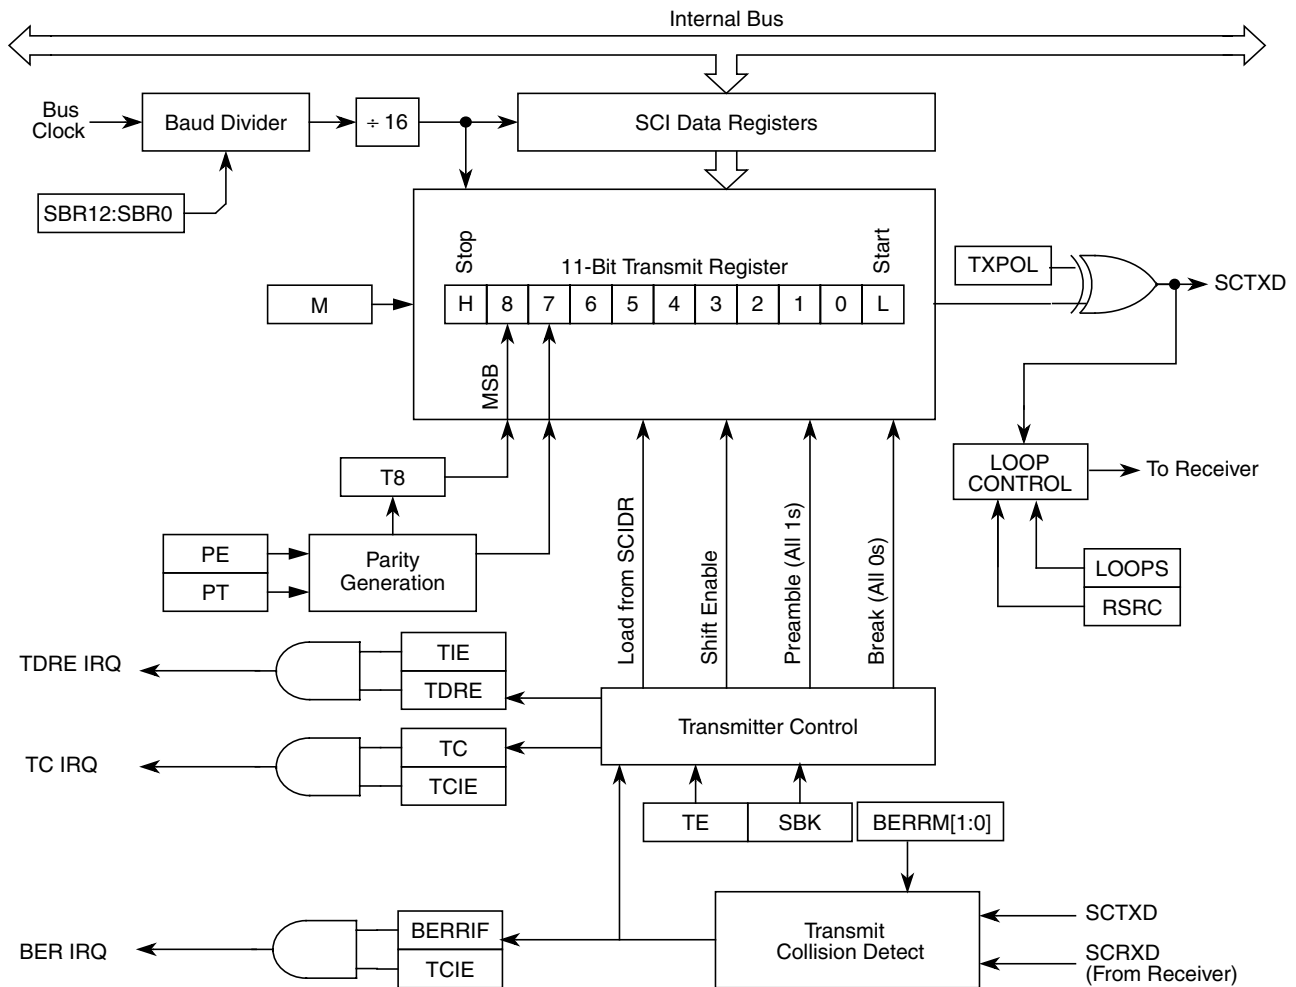 Internal Bus
Bus
Clock
Baud Divider
÷ 16
SCI Data Registers
SBR12:SBR0
Stop
11-Bit Transmit Register
Start
M
H 8 7 6 5 4 3 2 1 0 L
TXPOL
SCTXD
MSB
T8
LOOP
CONTROL
To Receiver
PE
PT
Parity
Generation
Load from SCIDR
Shift Enable
Preamble (All 1s)
Break (All 0s)
LOOPS
RSRC
TDRE IRQ
TIE
TDRE
Transmitter Control
TC IRQ
TC
TCIE
TE
SBK
BERRM[1:0]
BER IRQ
BERRIF
TCIE
Transmit
Collision Detect
SCTXD
SCRXD
(From Receiver)